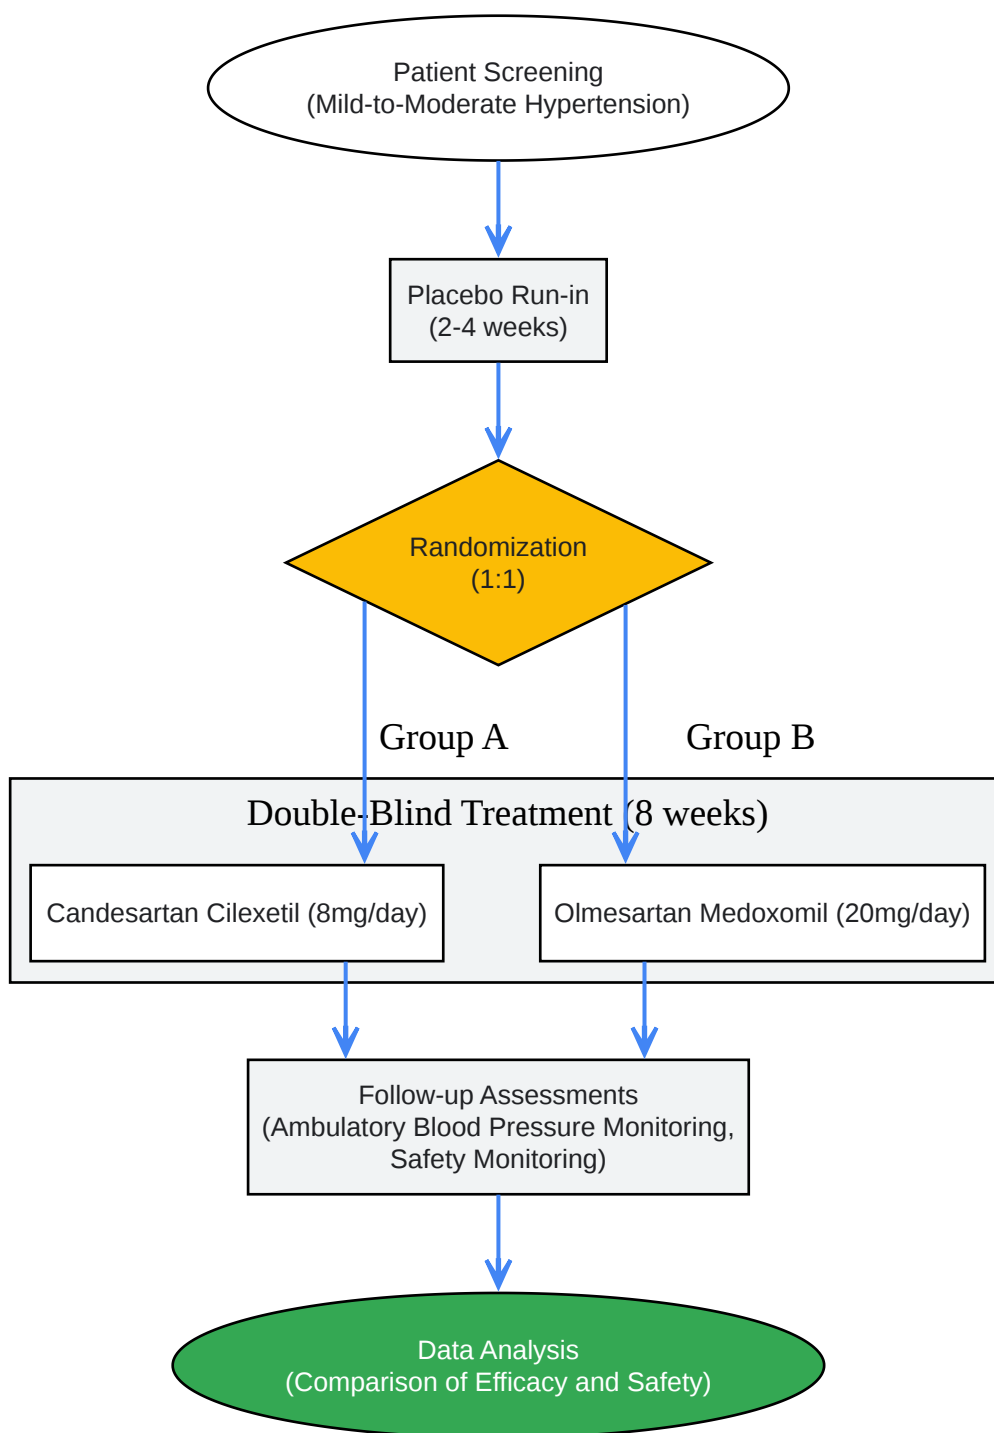 Patient Screening
(Mild-to-Moderate Hypertension)
Placebo Run-in
(2-4 weeks)
Randomization
(1:1)
Group A
Group B
Double-Blind Treatment (8 weeks)
Candesartan Cilexetil (8mg/day)
Olmesartan Medoxomil (20mg/day)
Follow-up Assessments
(Ambulatory Blood Pressure Monitoring,
Safety Monitoring)
Data Analysis
(Comparison of Efficacy and Safety)